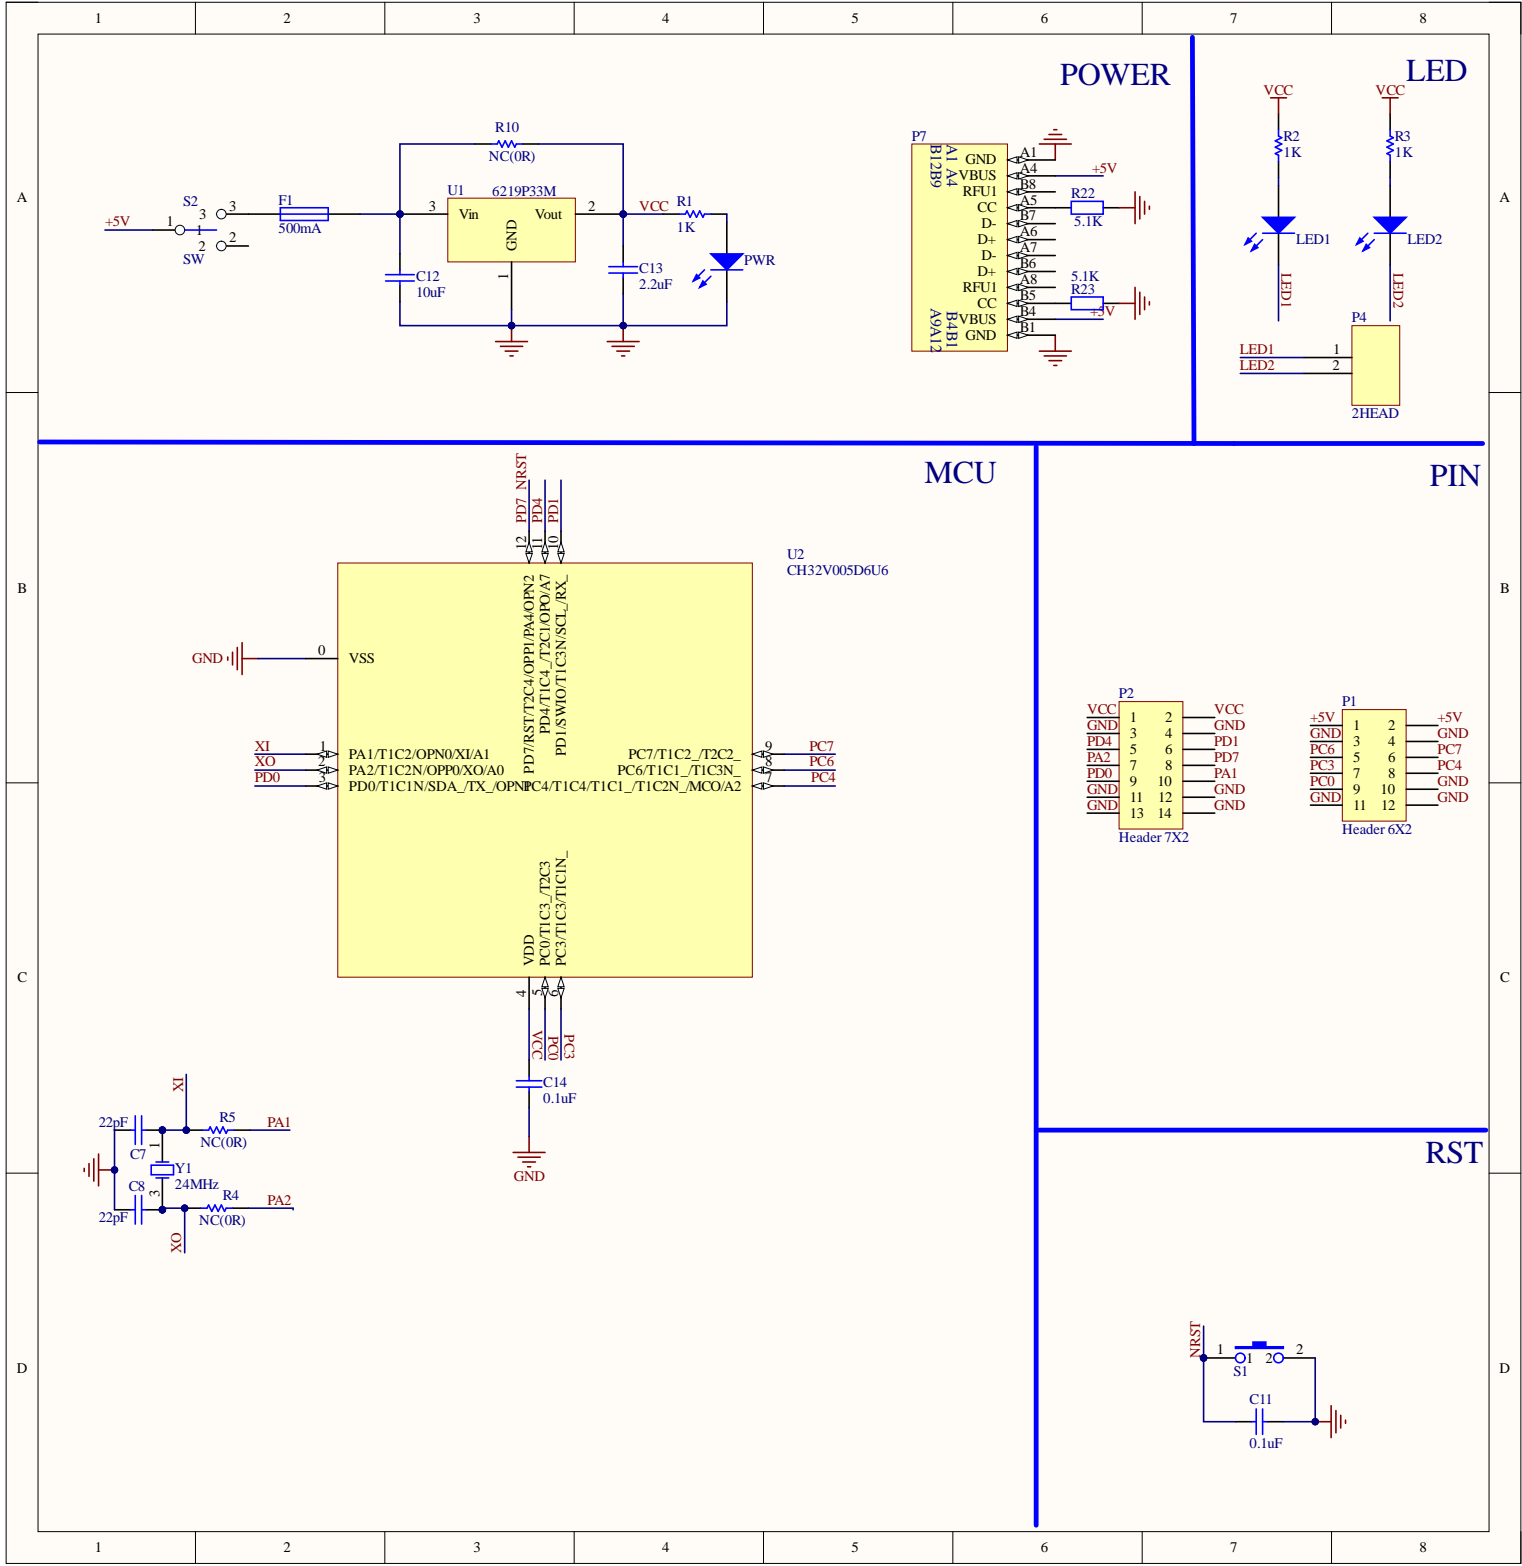 1 2 3 4 5 6 7 8
A
B
C
D
POWER
+5V
1
S2
3
3
1
2
2
SW
F1
500mA
R10
NC(0R)
U1
6219P33M
3
Vin
Vout
2
GND
1
C12
10uF
VCC
R1
1K
C13
2.2uF
PWR
P7
A1 A4
B12B9
GND A1
VBUS A4
+5V
RFU1 B8
CC A5
R22
5.1K
D- B7
D+ A6
D- A7
D+ B6
RFU1 A8
5.1K
R23
CC B5
VBUS B4
+5V
GND B1
B4B1
A9A12
LED
VCC
R2
1K
LED1
LED1
VCC
R3
1K
LED2
LED2
P4
LED1 1
LED2 2
2HEAD
MCU
U2
CH32V005D6U6
PD7 NRST
PD4
PD1
12
11
10
PD7/RST/T2C4/OPP1/PA4/OPN2
PD4/T1C4_/T2C1/OPO/A7
PD1/SWIO/T1C3N/SCL_/RX_
GND 0 VSS
XI 1 PA1/T1C2/OPN0/XI/A1
XO 2 PA2/T1C2N/OPP0/XO/A0
PD0 3 PD0/T1C1N/SDA_/TX_/OPN1
PC7/T1C2_/T2C2_ 9 PC7
PC6/T1C1_/T1C3N_ 8 PC6
PC4/T1C4/T1C1_/T1C2N_/MCO/A2 7 PC4
VDD
PC0/T1C3_/T2C3
PC3/T1C3/T1C1N_
4
5
6
VCC
PC0
PC3
C14
0.1uF
GND
XI
22pF
C7
R5
NC(0R)
PA1
1
Y1
24MHz
3
C8
22pF
R4
NC(0R)
PA2
XO
PIN
P2
VCC 1 2 VCC
GND 3 4 GND
PD4 5 6 PD1
PA2 7 8 PD7
PD0 9 10 PA1
GND 11 12 GND
GND 13 14 GND
Header 7X2
P1
+5V 1 2 +5V
GND 3 4 GND
PC6 5 6 PC7
PC3 7 8 PC4
PC0 9 10 GND
GND 11 12 GND
Header 6X2
RST
NRST
1
1 2
2
S1
C11
0.1uF
A
B
C
D
1 2 3 4 5 6 7 8